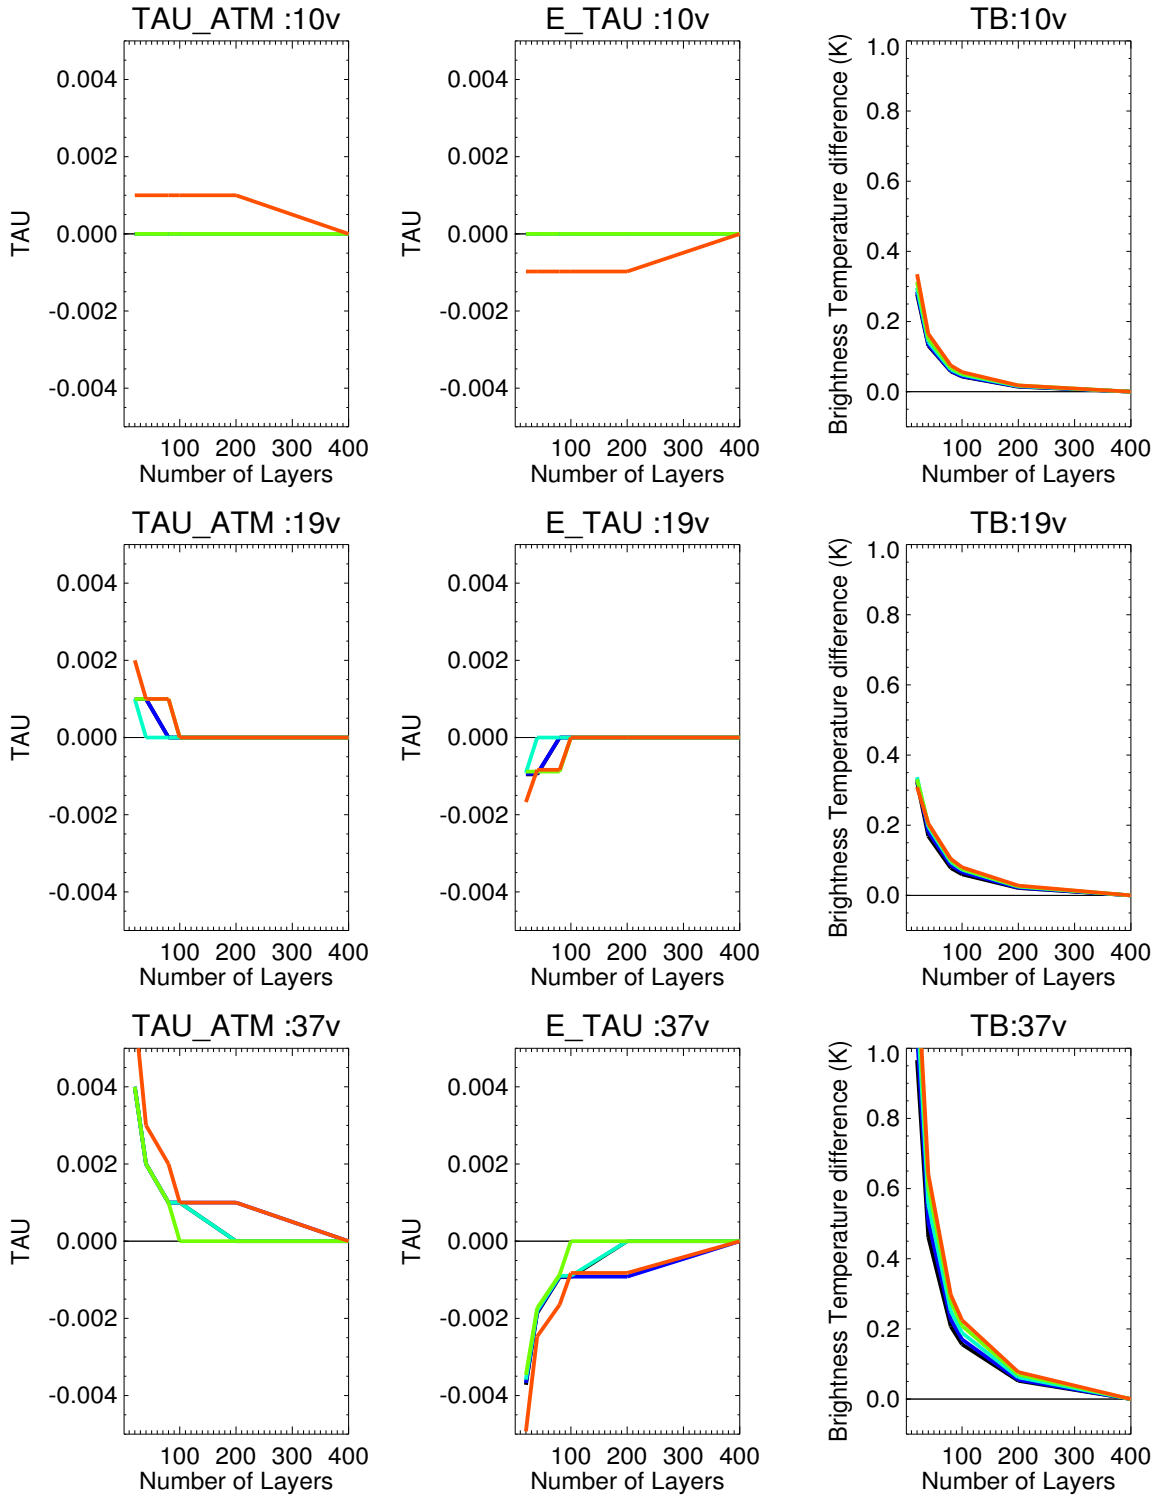 TAU_ATM :10v
E_TAU :10v
TB:10v
TAU
0.004
0.002
0.000
-0.002
-0.004
100 200 300 400
Number of Layers
TAU
0.004
0.002
0.000
-0.002
-0.004
100 200 300 400
Number of Layers
Brightness Temperature difference (K)
1.0
0.8
0.6
0.4
0.2
0.0
100 200 300 400
Number of Layers
TAU_ATM :19v
E_TAU :19v
TB:19v
TAU
0.004
0.002
0.000
-0.002
-0.004
100 200 300 400
Number of Layers
TAU
0.004
0.002
0.000
-0.002
-0.004
100 200 300 400
Number of Layers
Brightness Temperature difference (K)
1.0
0.8
0.6
0.4
0.2
0.0
100 200 300 400
Number of Layers
TAU_ATM :37v
E_TAU :37v
TB:37v
TAU
0.004
0.002
0.000
-0.002
-0.004
100 200 300 400
Number of Layers
TAU
0.004
0.002
0.000
-0.002
-0.004
100 200 300 400
Number of Layers
Brightness Temperature difference (K)
1.0
0.8
0.6
0.4
0.2
0.0
100 200 300 400
Number of Layers